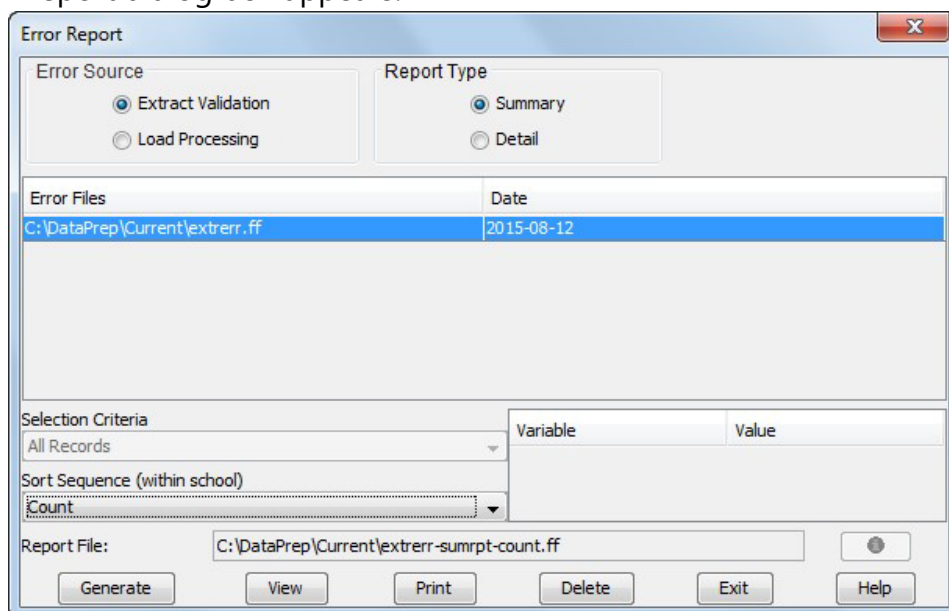 Error Report
Error Source
Report Type
Extract Validation
Summary
Load Processing
Detail
Error Files
Date
C:\DataPrep\Current\extrerr.ff
2015-08-12
Selection Criteria
All Records
Variable
Value
Sort Sequence (within school)
Count
Report File:
C:\DataPrep\Current\extrerr-sumrpt-count.ff
Generate
View
Print
Delete
Exit
Help